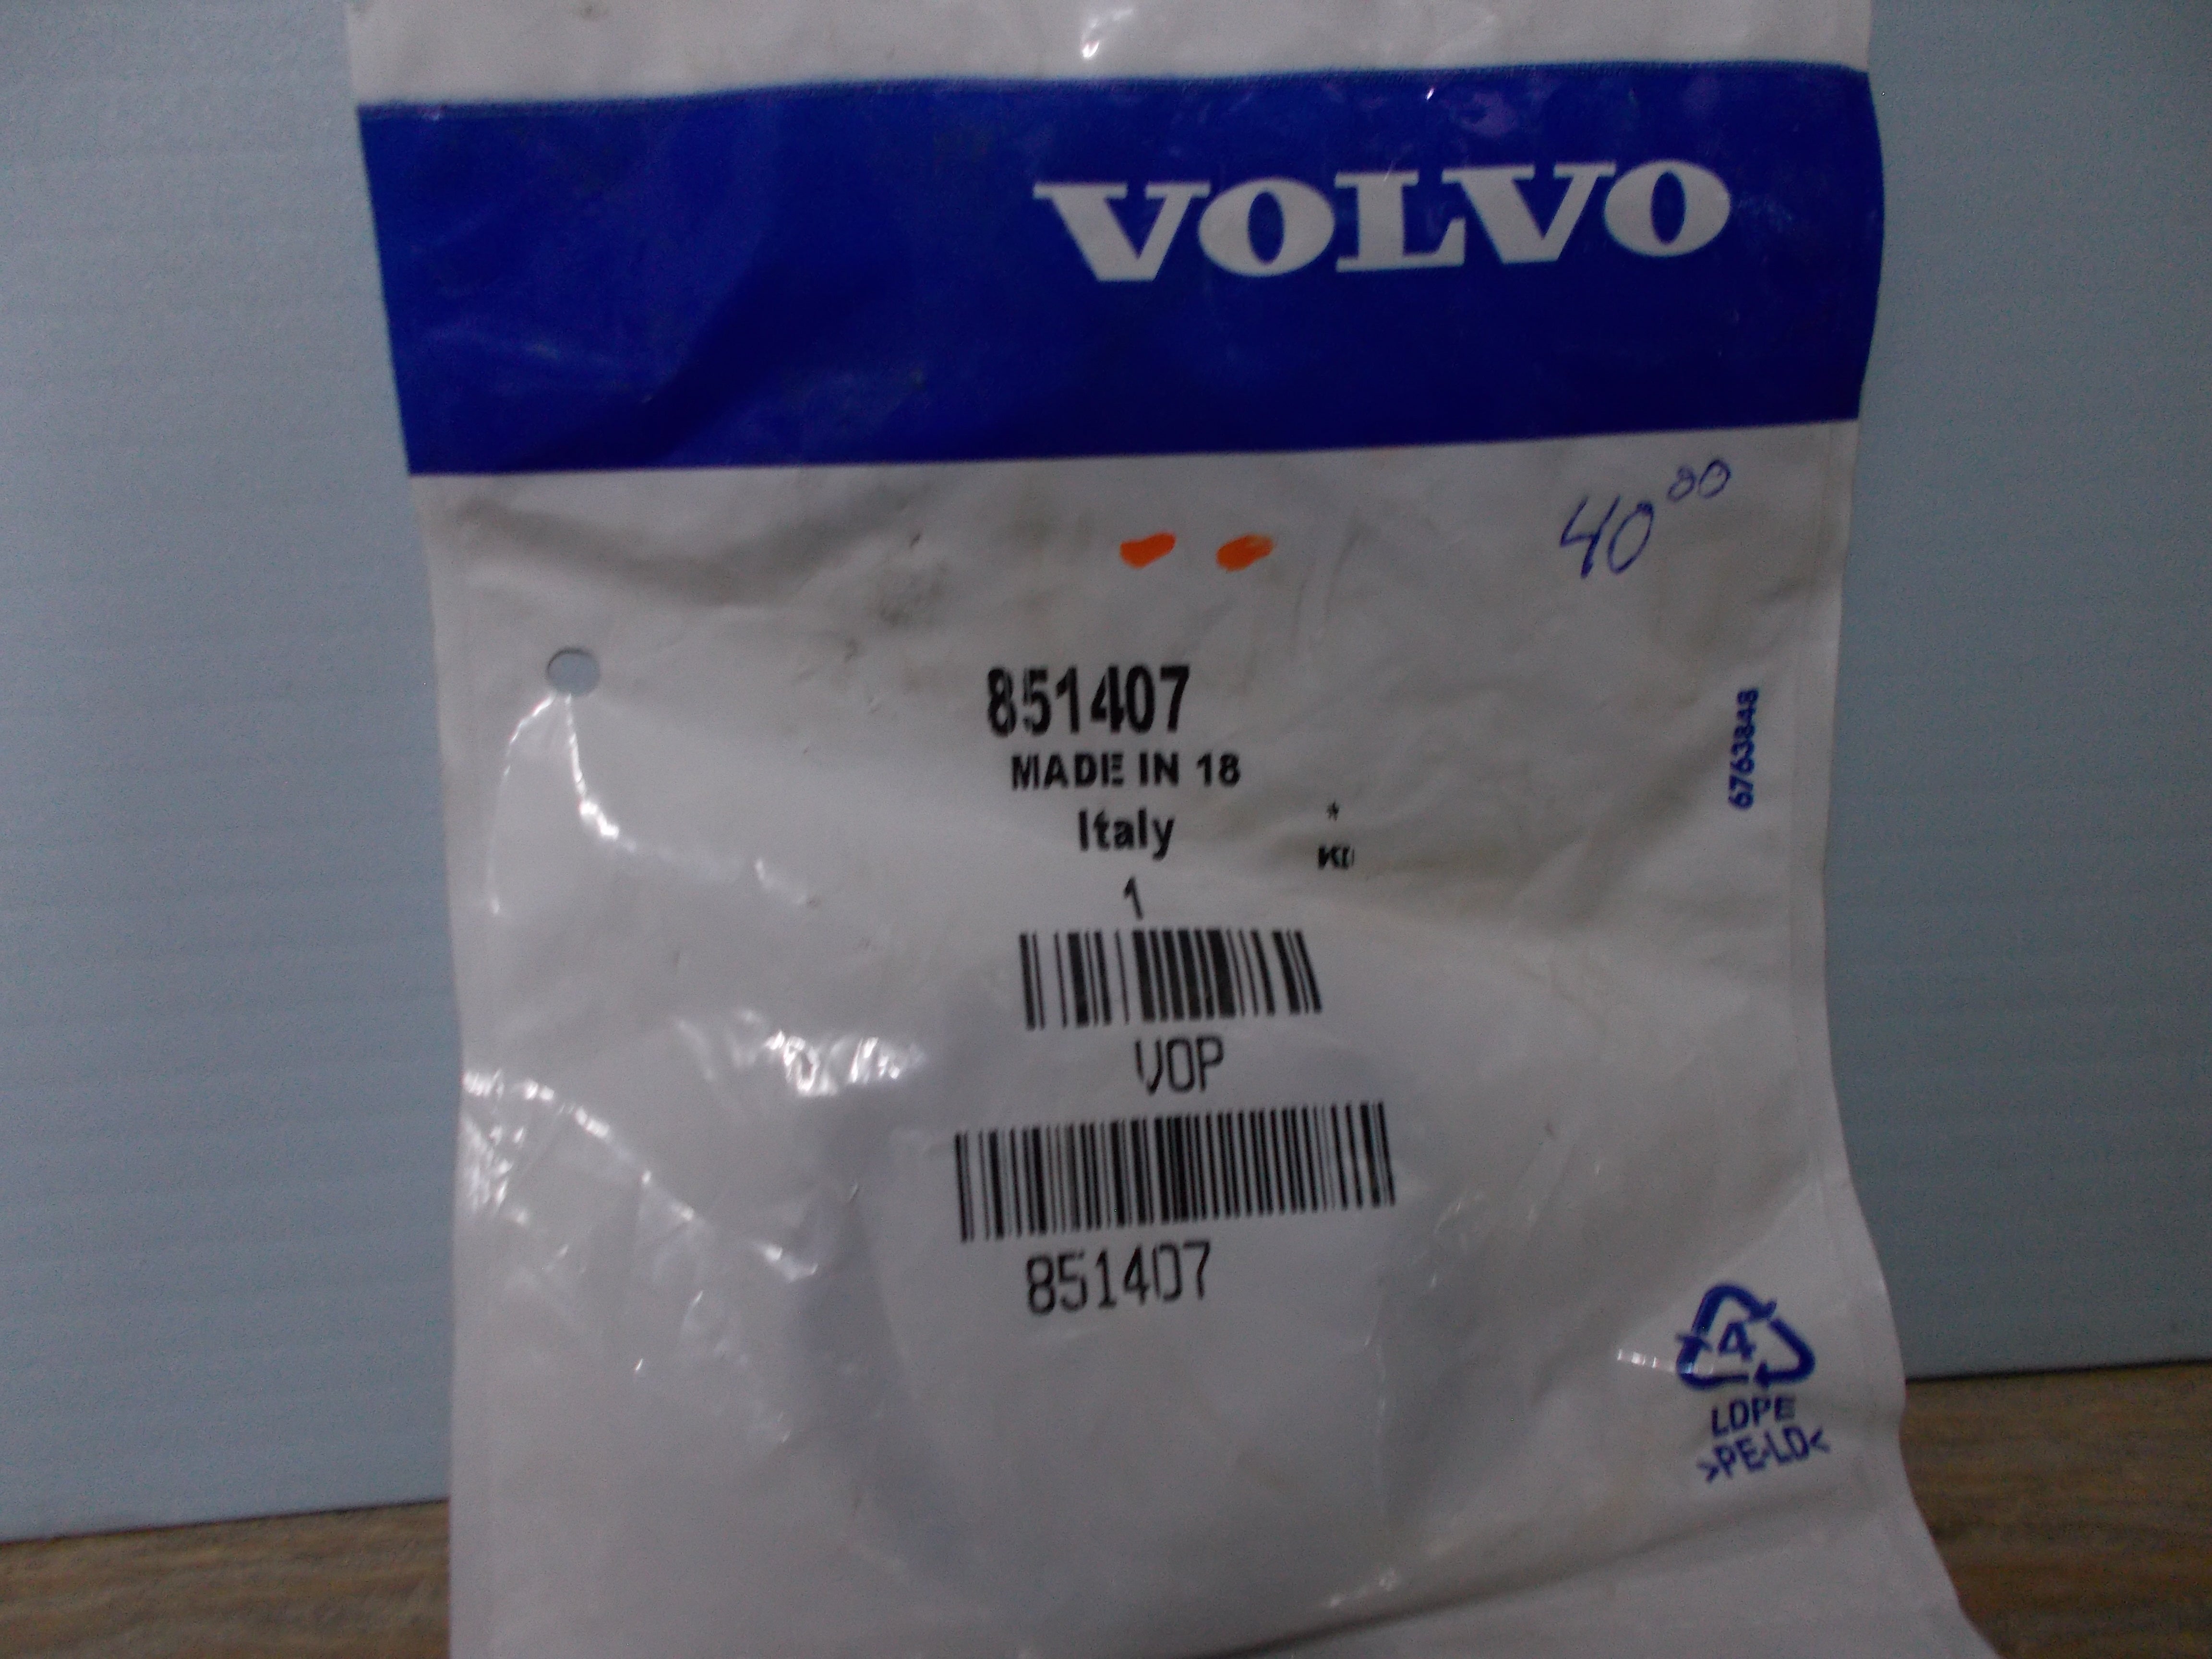 VOLVO
40⁰⁰
851407
MADE IN 18
Italy
*
1
6763848
VOP
851407
4
LDPE
>PE-LD<